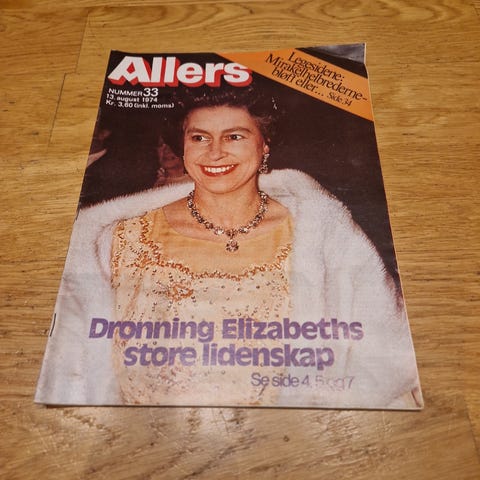 Allers
NUMMER 33
13. august 1974
Kr. 3,60 (inkl. moms)
Legesidene:
Mirakelhelbrederne-
bløff eller... Side 34
Dronning Elizabeths
store lidenskap
Se side 4, 5 og 7